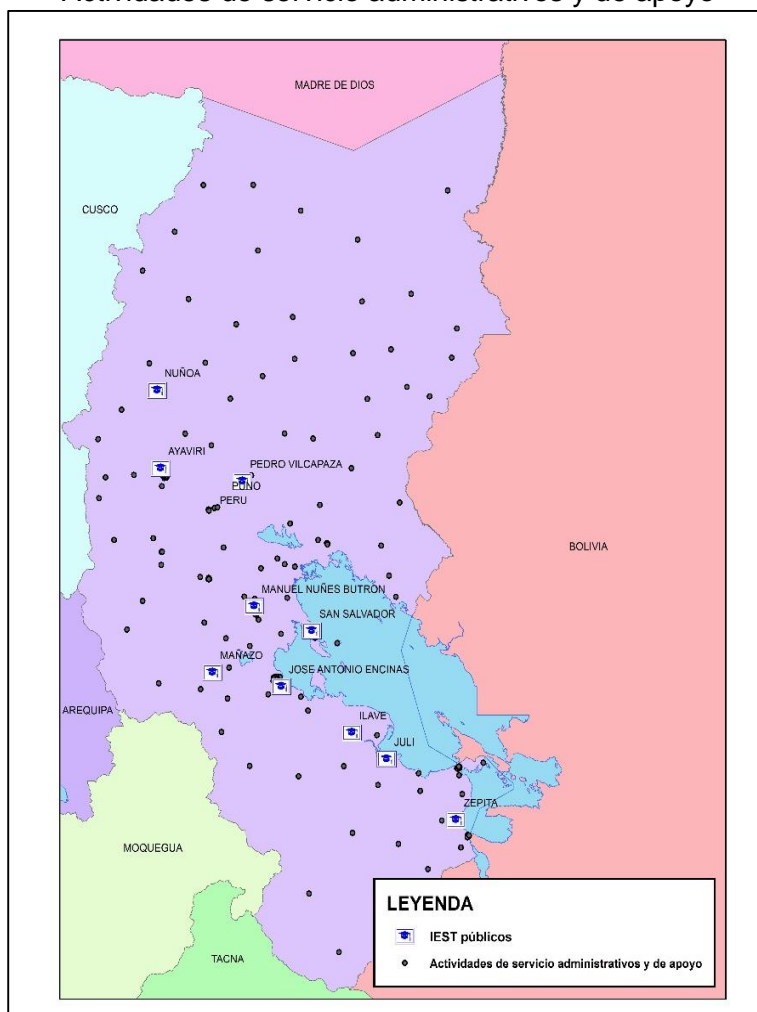 Actividades de servicio administrativos y de apoyo
MADRE DE DIOS
CUSCO
NUÑOA
AYAVIRI
PEDRO VILCAPAZA
PUNO
PERU
BOLIVIA
MANUEL NUÑES BUTRON
SAN SALVADOR
MAÑAZO
JOSE ANTONIO ENCINAS
AREQUIPA
ILAVE
JULI
ZEPITA
MOQUEGUA
TACNA
LEYENDA
IEST públicos
Actividades de servicio administrativos y de apoyo